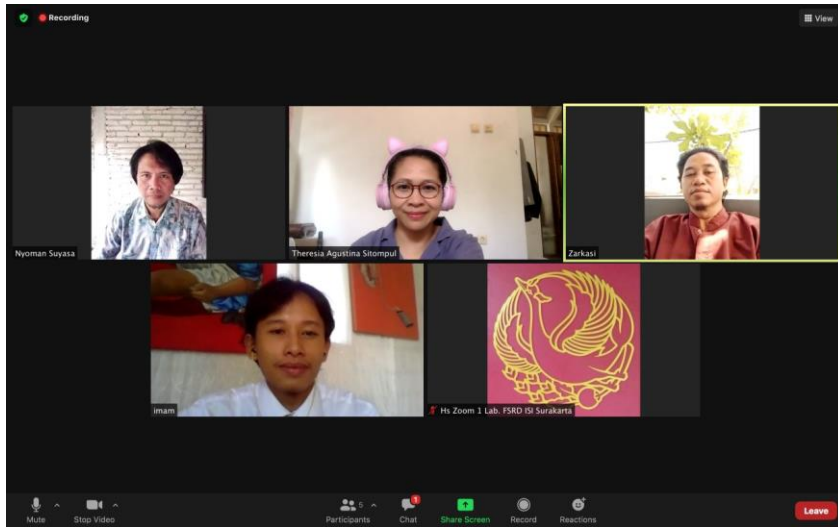 Recording
View
Nyoman Suyasa
Theresia Agustina Sitompul
Zarkasi
imam
Hs Zoom 1 Lab. FSRD ISI Surakarta
Mute
Stop Video
5
Participants
1
Chat
Share Screen
Record
Reactions
Leave